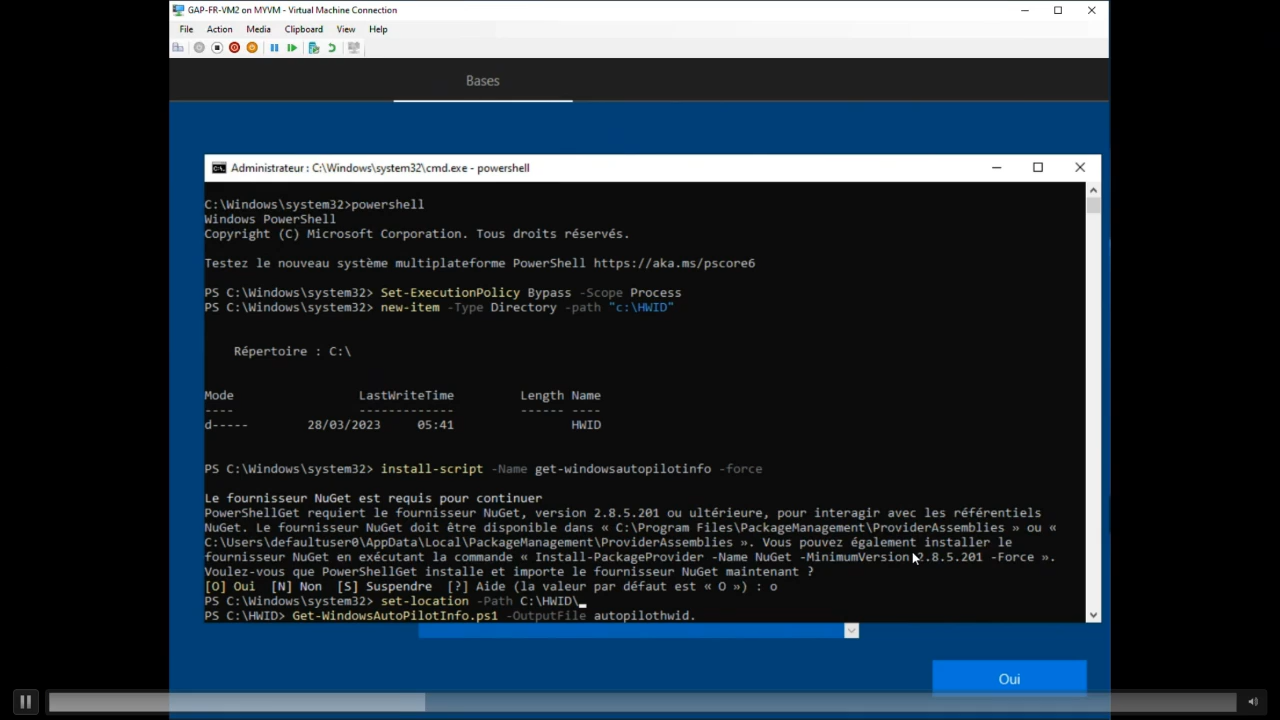 GAP-FR-VM2 on MYVM - Virtual Machine Connection
File Action Media Clipboard View Help
Bases
Administrateur : C:\Windows\system32\cmd.exe - powershell
C:\Windows\system32>powershell
Windows PowerShell
Copyright (C) Microsoft Corporation. Tous droits réservés.
Testez le nouveau système multiplateforme PowerShell https://aka.ms/pscore6
PS C:\Windows\system32> Set-ExecutionPolicy Bypass -Scope Process
PS C:\Windows\system32> new-item -Type Directory -path "c:\HWID"
Répertoire : C:\
Mode LastWriteTime Length Name
---- ------------- ------ ----
d----- 28/03/2023 05:41 HWID
PS C:\Windows\system32> install-script -Name get-windowsautopilotinfo -force
Le fournisseur NuGet est requis pour continuer
PowerShellGet requiert le fournisseur NuGet, version 2.8.5.201 ou ultérieure, pour interagir avec les référentiels
NuGet. Le fournisseur NuGet doit être disponible dans « C:\Program Files\PackageManagement\ProviderAssemblies » ou «
C:\Users\defaultuser0\AppData\Local\PackageManagement\ProviderAssemblies ». Vous pouvez également installer le
fournisseur NuGet en exécutant la commande « Install-PackageProvider -Name NuGet -MinimumVersion 2.8.5.201 -Force ».
Voulez-vous que PowerShellGet installe et importe le fournisseur NuGet maintenant ?
[O] Oui [N] Non [S] Suspendre [?] Aide (la valeur par défaut est « O ») : o
PS C:\Windows\system32> set-location -Path C:\HWID\
PS C:\HWID> Get-WindowsAutoPilotInfo.ps1 -OutputFile autopilothwid.
Oui